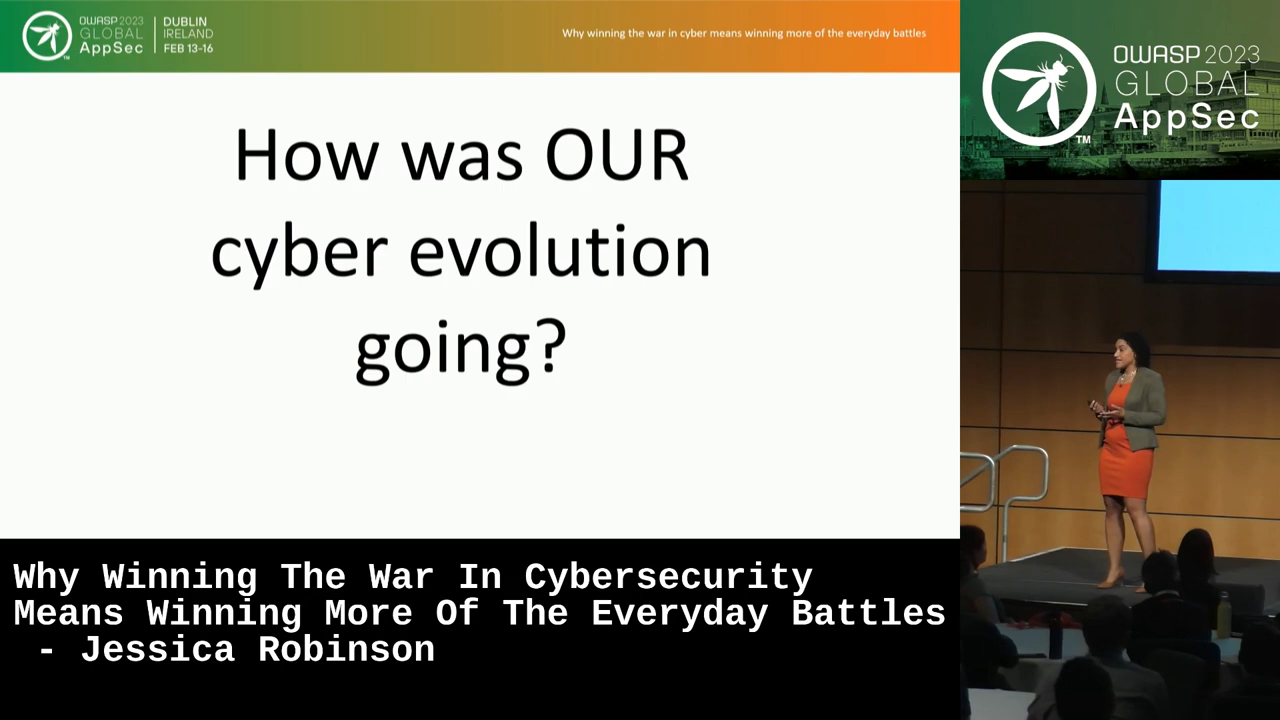 OWASP 2023
GLOBAL
AppSec
DUBLIN
IRELAND
FEB 13-16
Why winning the war in cyber means winning more of the everyday battles
OWASP 2023
GLOBAL
AppSec
TM
How was OUR
cyber evolution
going?
Why Winning The War In Cybersecurity
Means Winning More Of The Everyday Battles
- Jessica Robinson